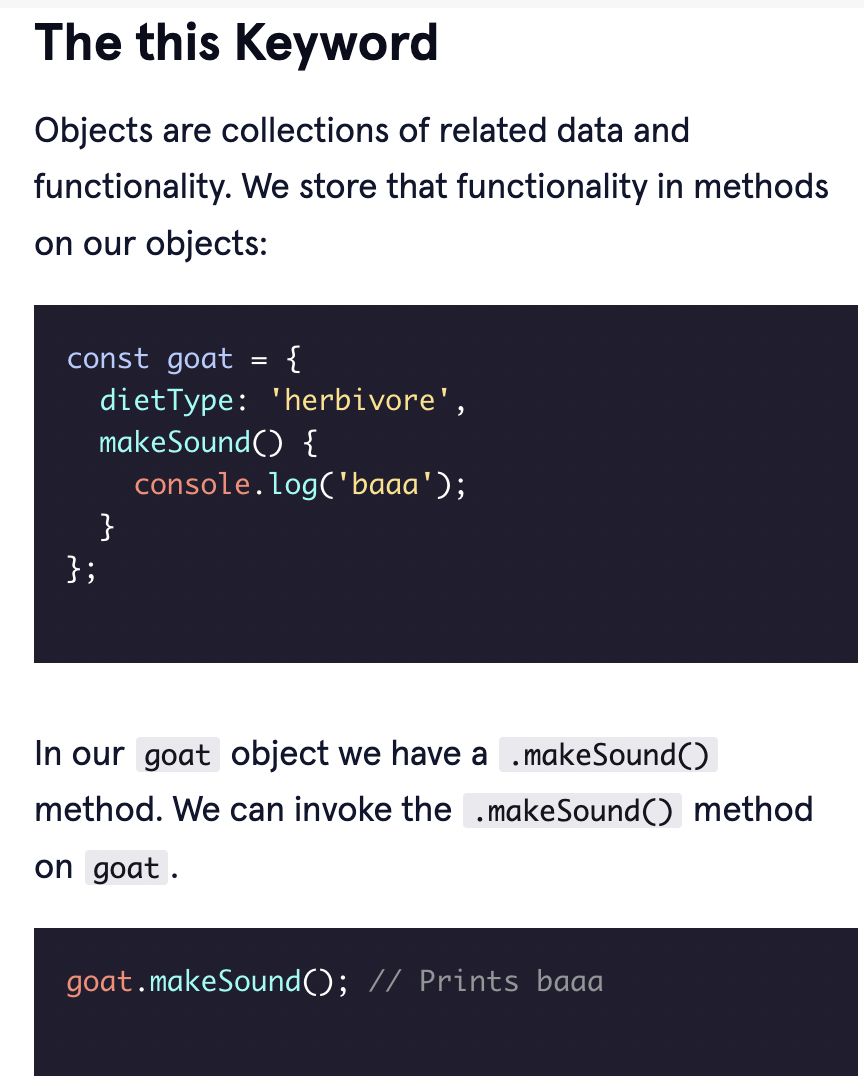 The this Keyword
Objects are collections of related data and
functionality. We store that functionality in methods
on our objects:
const goat = {
  dietType: 'herbivore',
  makeSound() {
    console.log('baaa');
  }
};
In our goat object we have a .makeSound()
method. We can invoke the .makeSound() method
on goat.
goat.makeSound(); // Prints baaa